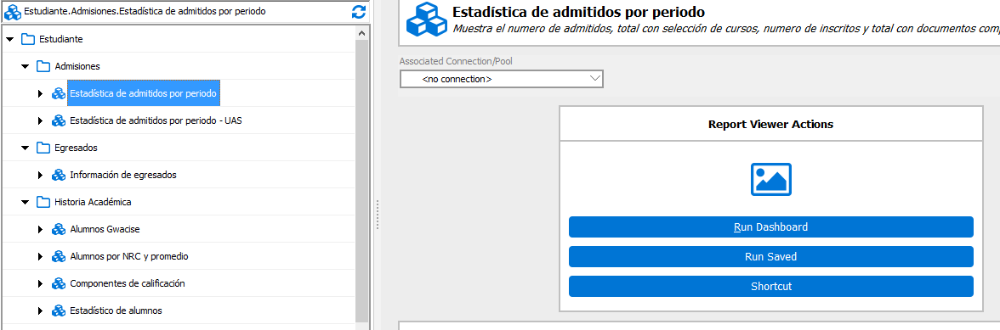 Estudiante.Admisiones.Estadística de admitidos por periodo
Estudiante
Admisiones
Estadística de admitidos por periodo
Estadística de admitidos por periodo - UAS
Egresados
Información de egresados
Historia Académica
Alumnos Gwacise
Alumnos por NRC y promedio
Componentes de calificación
Estadístico de alumnos
Estadística de admitidos por periodo
Muestra el numero de admitidos, total con selección de cursos, numero de inscritos y total con documentos
Associated Connection/Pool
<no connection>
Report Viewer Actions
Run Dashboard
Run Saved
Shortcut